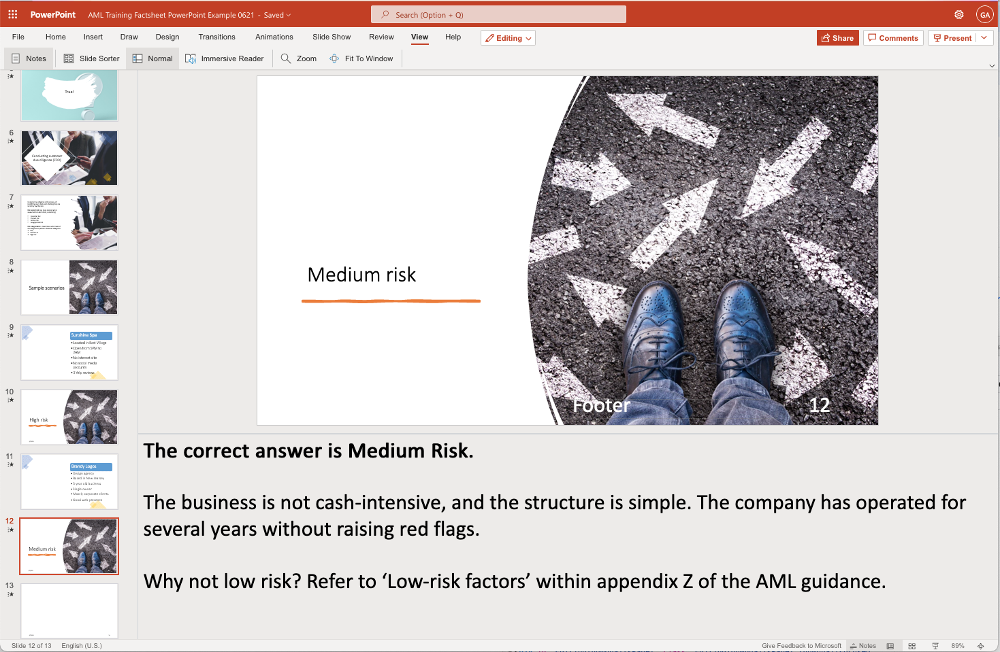 PowerPoint
AML Training Factsheet PowerPoint Example 0621 - Saved
Search (Option + Q)
GA
File Home Insert Draw Design Transitions Animations Slide Show Review View Help Editing Share Comments Present
Notes Slide Sorter Normal Immersive Reader Zoom Fit To Window
True!
6
Conducting customer
due diligence (CDD)
7
8
Sample scenarios
9
Sunshine Spa
• Located in East Village
• Open from 5PM to
2AM
• No internet site
• No social media
accounts
• 3 Yelp reviews
10
High risk
11
Brandy Logos
• Design agency
• Based in New Jersey
• 5 year old business
• Single owner
• Mostly corporate clients
• Good web presence
12
Medium risk
13
Medium risk
Footer 12
The correct answer is Medium Risk.
The business is not cash-intensive, and the structure is simple. The company has operated for
several years without raising red flags.
Why not low risk? Refer to ‘Low-risk factors’ within appendix Z of the AML guidance.
Slide 12 of 13 English (U.S.) Give Feedback to Microsoft Notes 89%